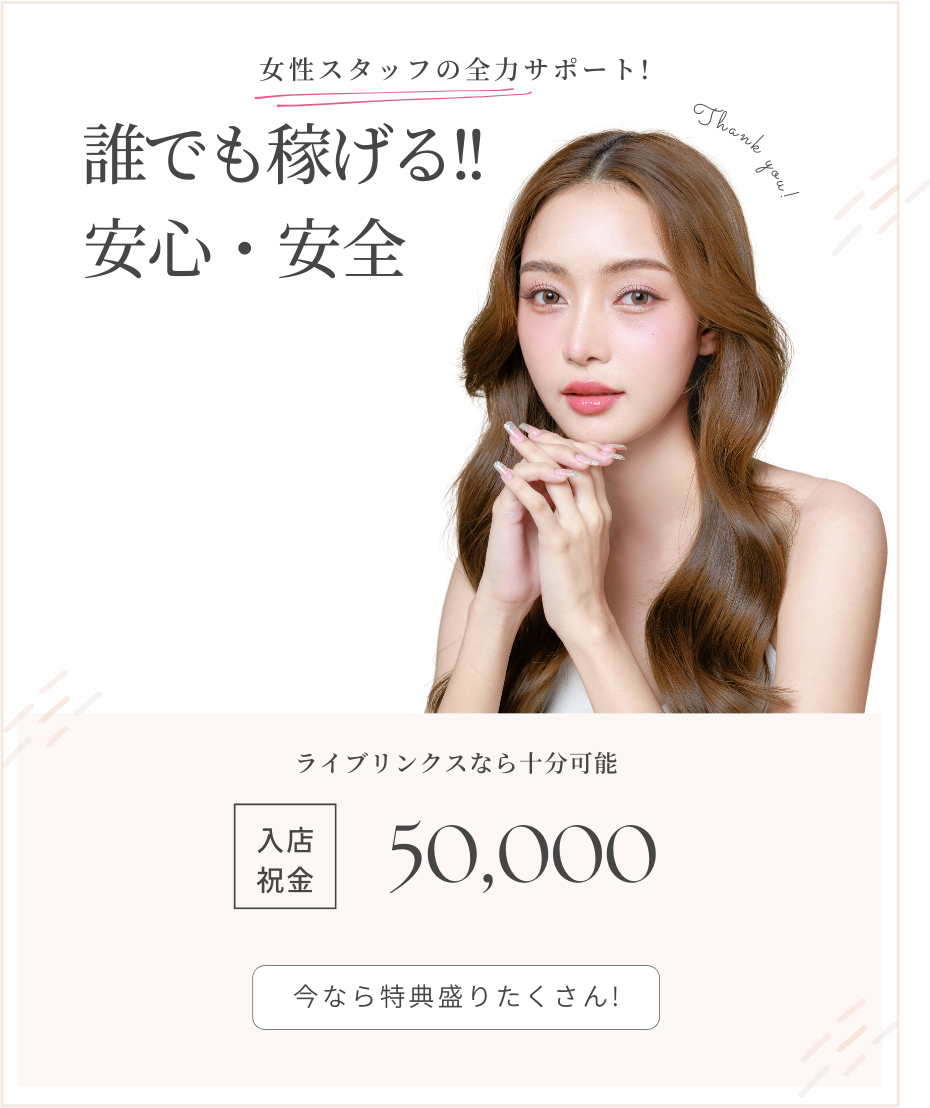 女性スタッフの全力サポート!
誰でも稼げる!!
安心・安全
Thank you!
ライブリンクスなら十分可能
入店
祝金
50,000
今なら特典盛りたくさん!